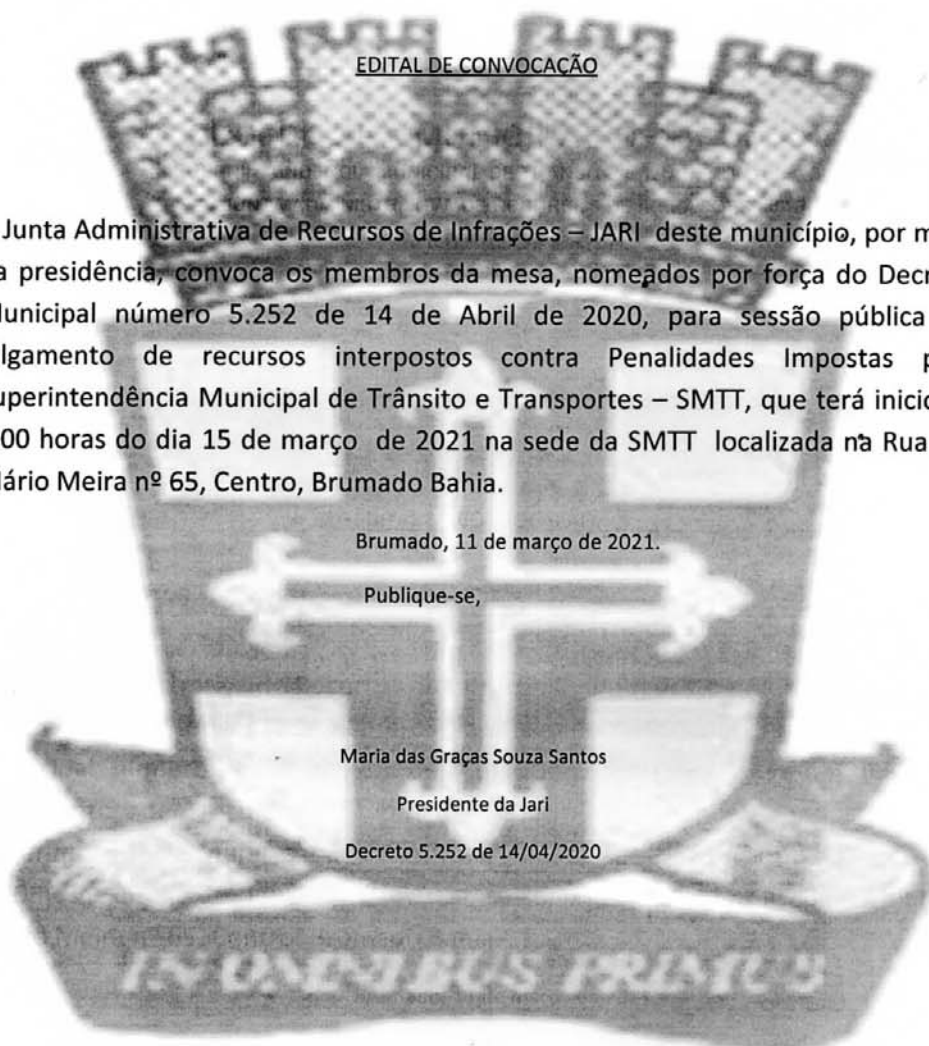 EDITAL DE CONVOCAÇÃO
Junta Administrativa de Recursos de Infrações – JARI deste município, por m
a presidência, convoca os membros da mesa, nomeados por força do Decr
unicipal número 5.252 de 14 de Abril de 2020, para sessão pública
lgamento de recursos interpostos contra Penalidades Impostas p
uperintendência Municipal de Trânsito e Transportes – SMTT, que terá inicio
00 horas do dia 15 de março de 2021 na sede da SMTT localizada na Rua
ário Meira nº 65, Centro, Brumado Bahia.
Brumado, 11 de março de 2021.
Publique-se,
Maria das Graças Souza Santos
Presidente da Jari
Decreto 5.252 de 14/04/2020
IN OMNIBUS PRIMUS